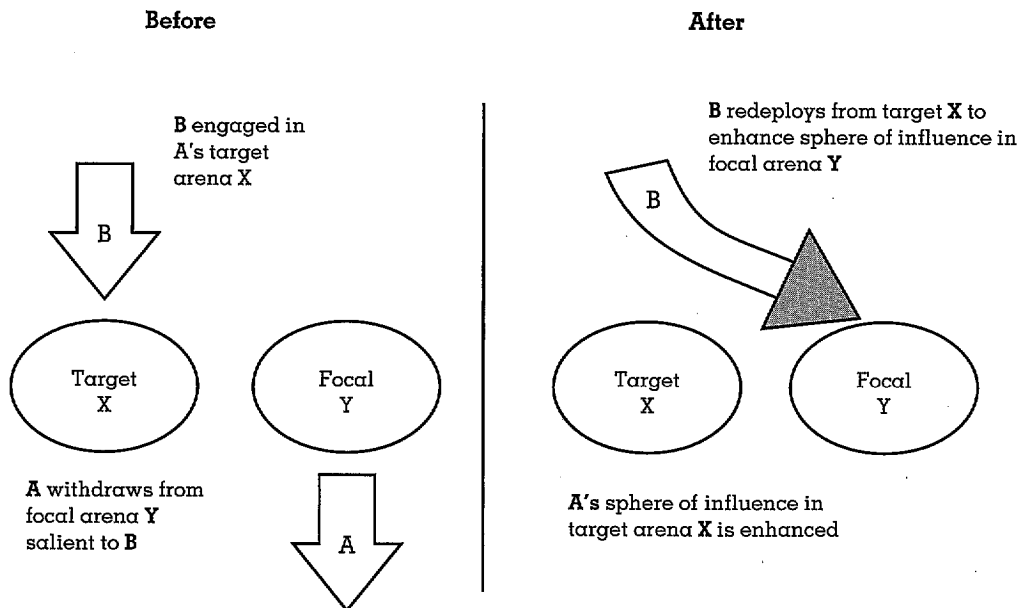 Before
B engaged in
A's target
arena X
B
Target
X
Focal
Y
A withdraws from
focal arena Y
salient to B
A
After
B redeploys from target X to
enhance sphere of influence in
focal arena Y
B
Target
X
Focal
Y
A's sphere of influence in
target arena X is enhanced